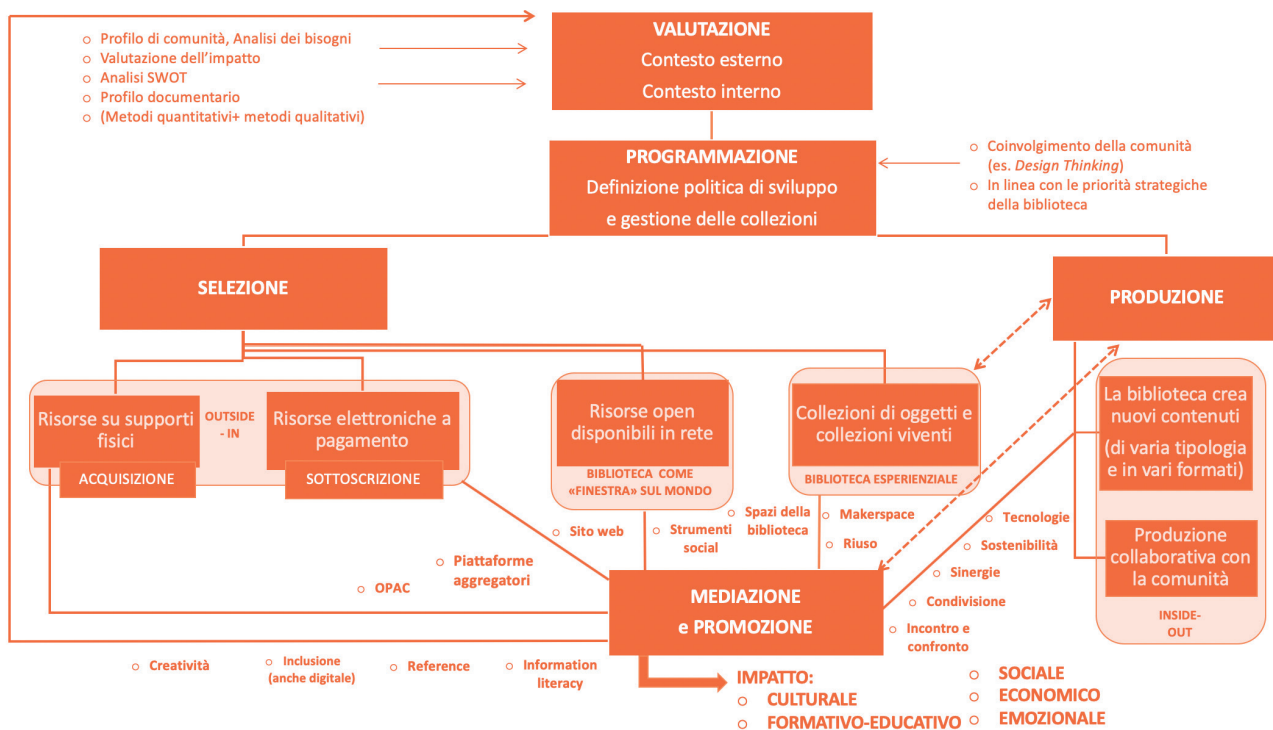 VALUTAZIONE
Contesto esterno
Contesto interno
○ Profilo di comunità, Analisi dei bisogni
○ Valutazione dell'impatto
○ Analisi SWOT
○ Profilo documentario
○ (Metodi quantitativi+ metodi qualitativi)
PROGRAMMAZIONE
Definizione politica di sviluppo
e gestione delle collezioni
○ Coinvolgimento della comunità
(es. Design Thinking)
○ In linea con le priorità strategiche
della biblioteca
SELEZIONE
PRODUZIONE
Risorse su supporti
fisici
ACQUISIZIONE
OUTSIDE
- IN
Risorse elettroniche a
pagamento
SOTTOSCRIZIONE
Risorse open
disponibili in rete
BIBLIOTECA COME
«FINESTRA» SUL MONDO
Collezioni di oggetti e
collezioni viventi
BIBLIOTECA ESPERIENZIALE
La biblioteca crea
nuovi contenuti
(di varia tipologia
e in vari formati)
Produzione
collaborativa con
la comunità
INSIDE-
OUT
○ OPAC
○ Piattaforme
aggregatori
○ Sito web
○ Strumenti
social
○ Spazi della
biblioteca
○ Makerspace
○ Riuso
○ Tecnologie
○ Sostenibilità
○ Sinergie
○ Condivisione
○ Incontro e
confronto
MEDIAZIONE
e PROMOZIONE
○ Creatività
○ Inclusione
(anche digitale)
○ Reference
○ Information
literacy
IMPATTO:
○ CULTURALE
○ FORMATIVO-EDUCATIVO
○ SOCIALE
○ ECONOMICO
○ EMOZIONALE